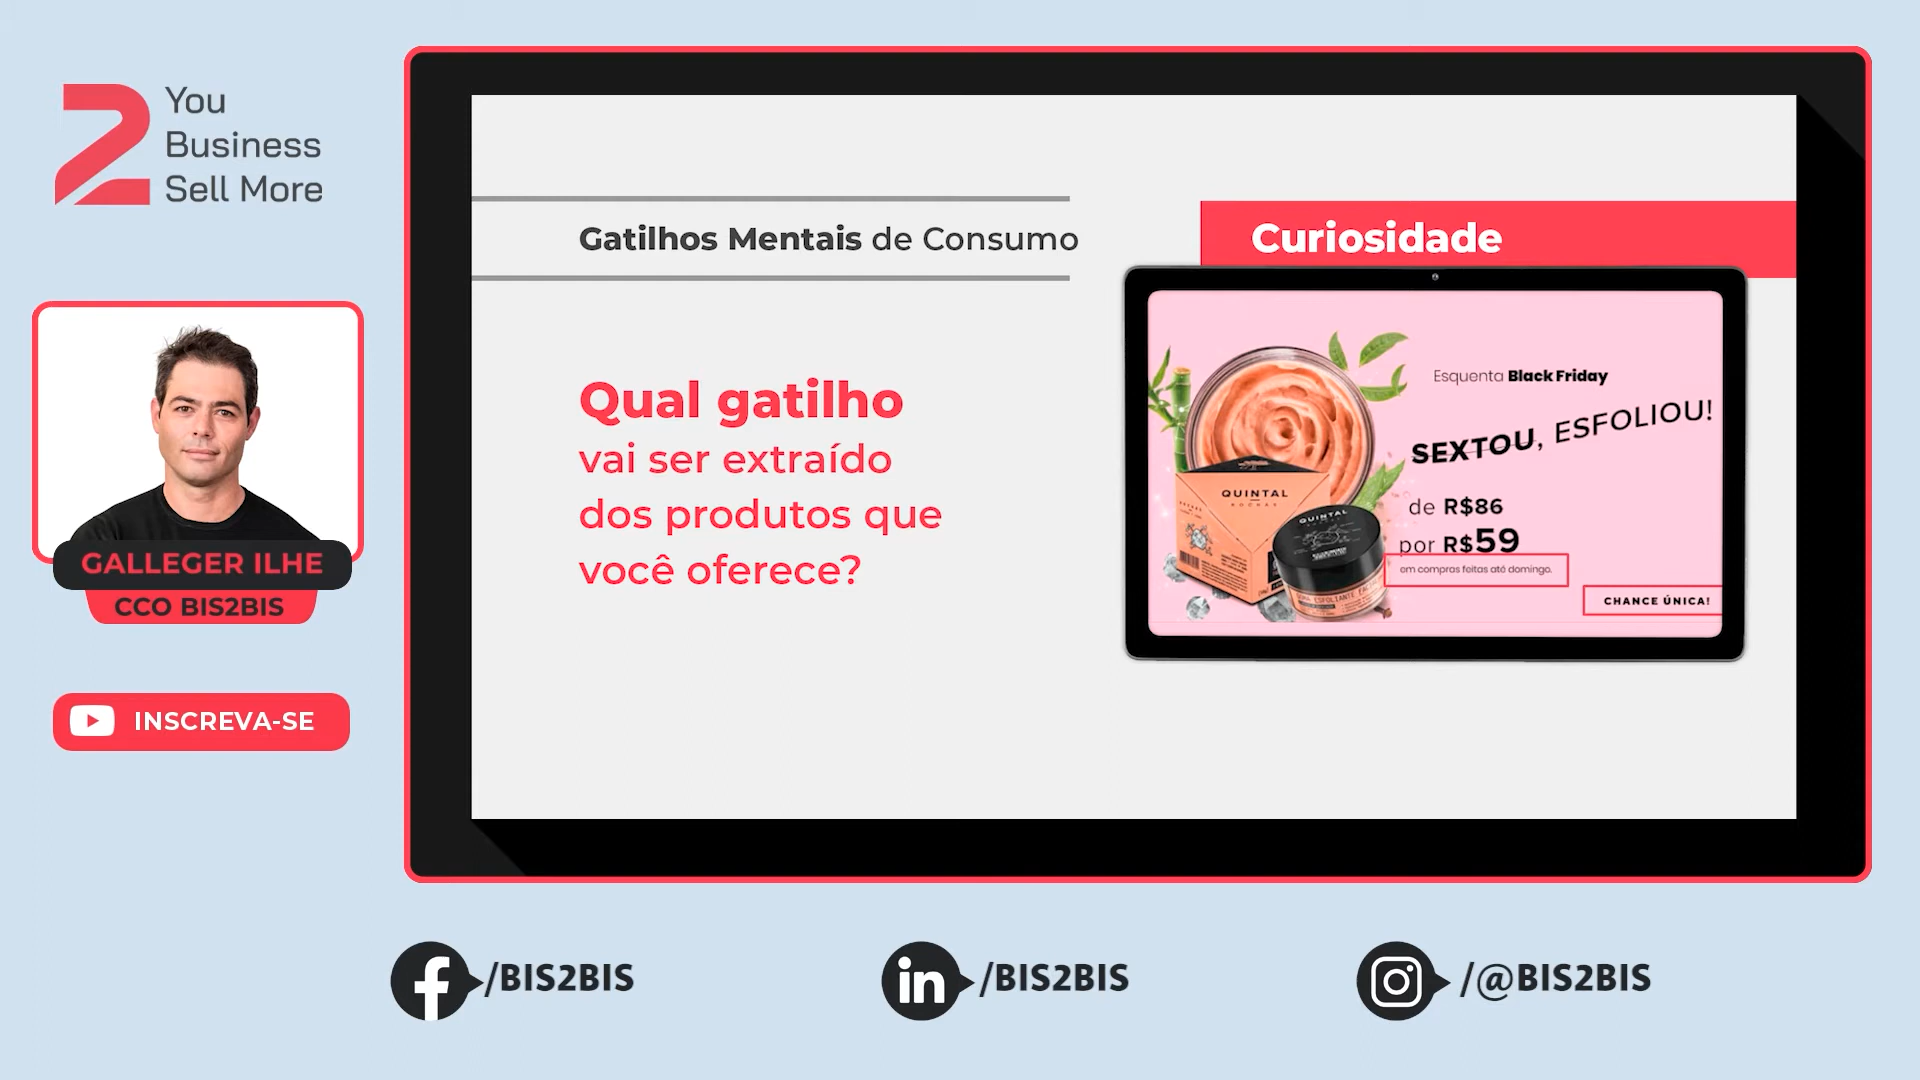 You
Business
Sell More
GALLEGER ILHE
CCO BIS2BIS
INSCREVA-SE
Gatilhos Mentais de Consumo
Curiosidade
Qual gatilho
vai ser extraído
dos produtos que
você oferece?
Esquenta Black Friday
SEXTOU, ESFOLIOU!
de R$86
por R$59
em compras feitas até domingo.
CHANCE ÚNICA!
QUINTAL
QUINTAL
/BIS2BIS
/BIS2BIS
/@BIS2BIS